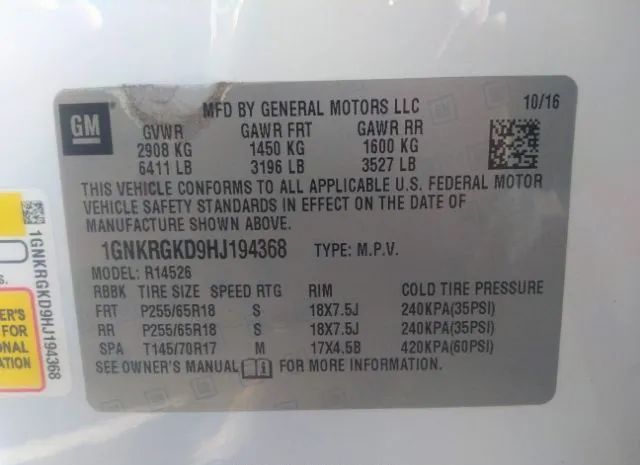 GM
MFD BY GENERAL MOTORS LLC 10/16
GVWR GAWR FRT GAWR RR
2908 KG 1450 KG 1600 KG
6411 LB 3196 LB 3527 LB
THIS VEHICLE CONFORMS TO ALL APPLICABLE U.S. FEDERAL MOTOR
VEHICLE SAFETY STANDARDS IN EFFECT ON THE DATE OF
MANUFACTURE SHOWN ABOVE.
1GNKRGKD9HJ194368 TYPE: M.P.V.
MODEL: R14526
RBBK TIRE SIZE SPEED RTG RIM COLD TIRE PRESSURE
FRT P255/65R18 S 18X7.5J 240KPA(35PSI)
RR P255/65R18 S 18X7.5J 240KPA(35PSI)
SPA T145/70R17 M 17X4.5B 420KPA(60PSI)
SEE OWNER'S MANUAL FOR MORE INFORMATION.
1GNKRGKD9HJ194368
NER'S
FOR
ONAL
N